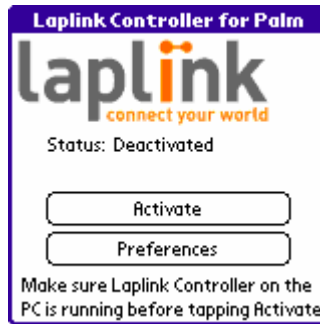 Laplink Controller for Palm
laplink
connect your world
Status: Deactivated
Activate
Preferences
Make sure Laplink Controller on the
PC is running before tapping Activate